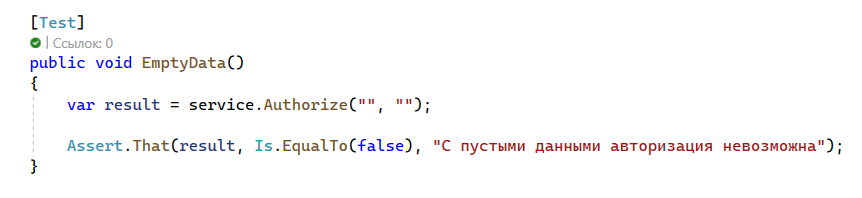 [Test]
| Ссылок: 0
public void EmptyData()
{
var result = service.Authorize("", "");
Assert.That(result, Is.EqualTo(false), "С пустыми данными авторизация невозможна");
}